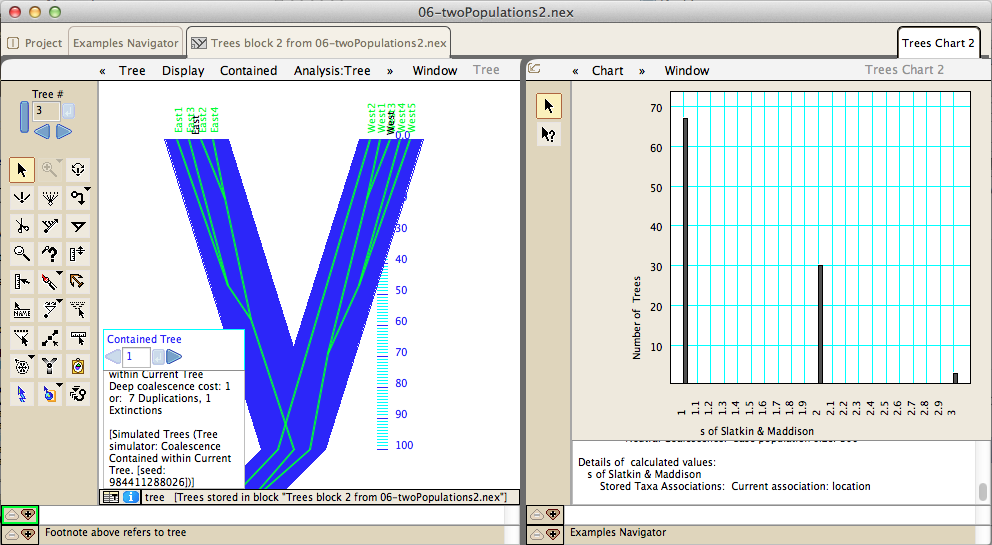 06-twoPopulations2.nex
Project
Examples Navigator
Trees block 2 from 06-twoPopulations2.nex
Trees Chart 2
« Tree Display Contained Analysis:Tree » Window Tree
« Chart » Window Trees Chart 2
Tree #
3
East1
East3
East
East2
East4
West2
West1
West
West3
West4
West5
0.0
30
40
50
60
70
80
90
100
NAME
Contained Tree
1
within Current Tree
Deep coalescence cost: 1
or: 7 Duplications, 1
Extinctions
[Simulated Trees (Tree
simulator: Coalescence
Contained within Current
Tree. [seed:
984411288026])]
tree [Trees stored in block "Trees block 2 from 06-twoPopulations2.nex"]
Footnote above refers to tree
70
60
50
40
30
20
10
Number of Trees
1
1.1
1.2
1.3
1.4
1.5
1.6
1.7
1.8
1.9
2
2.1
2.2
2.3
2.4
2.5
2.6
2.7
2.8
2.9
3
s of Slatkin & Maddison
Details of calculated values:
s of Slatkin & Maddison
Stored Taxa Associations: Current association: location
Examples Navigator